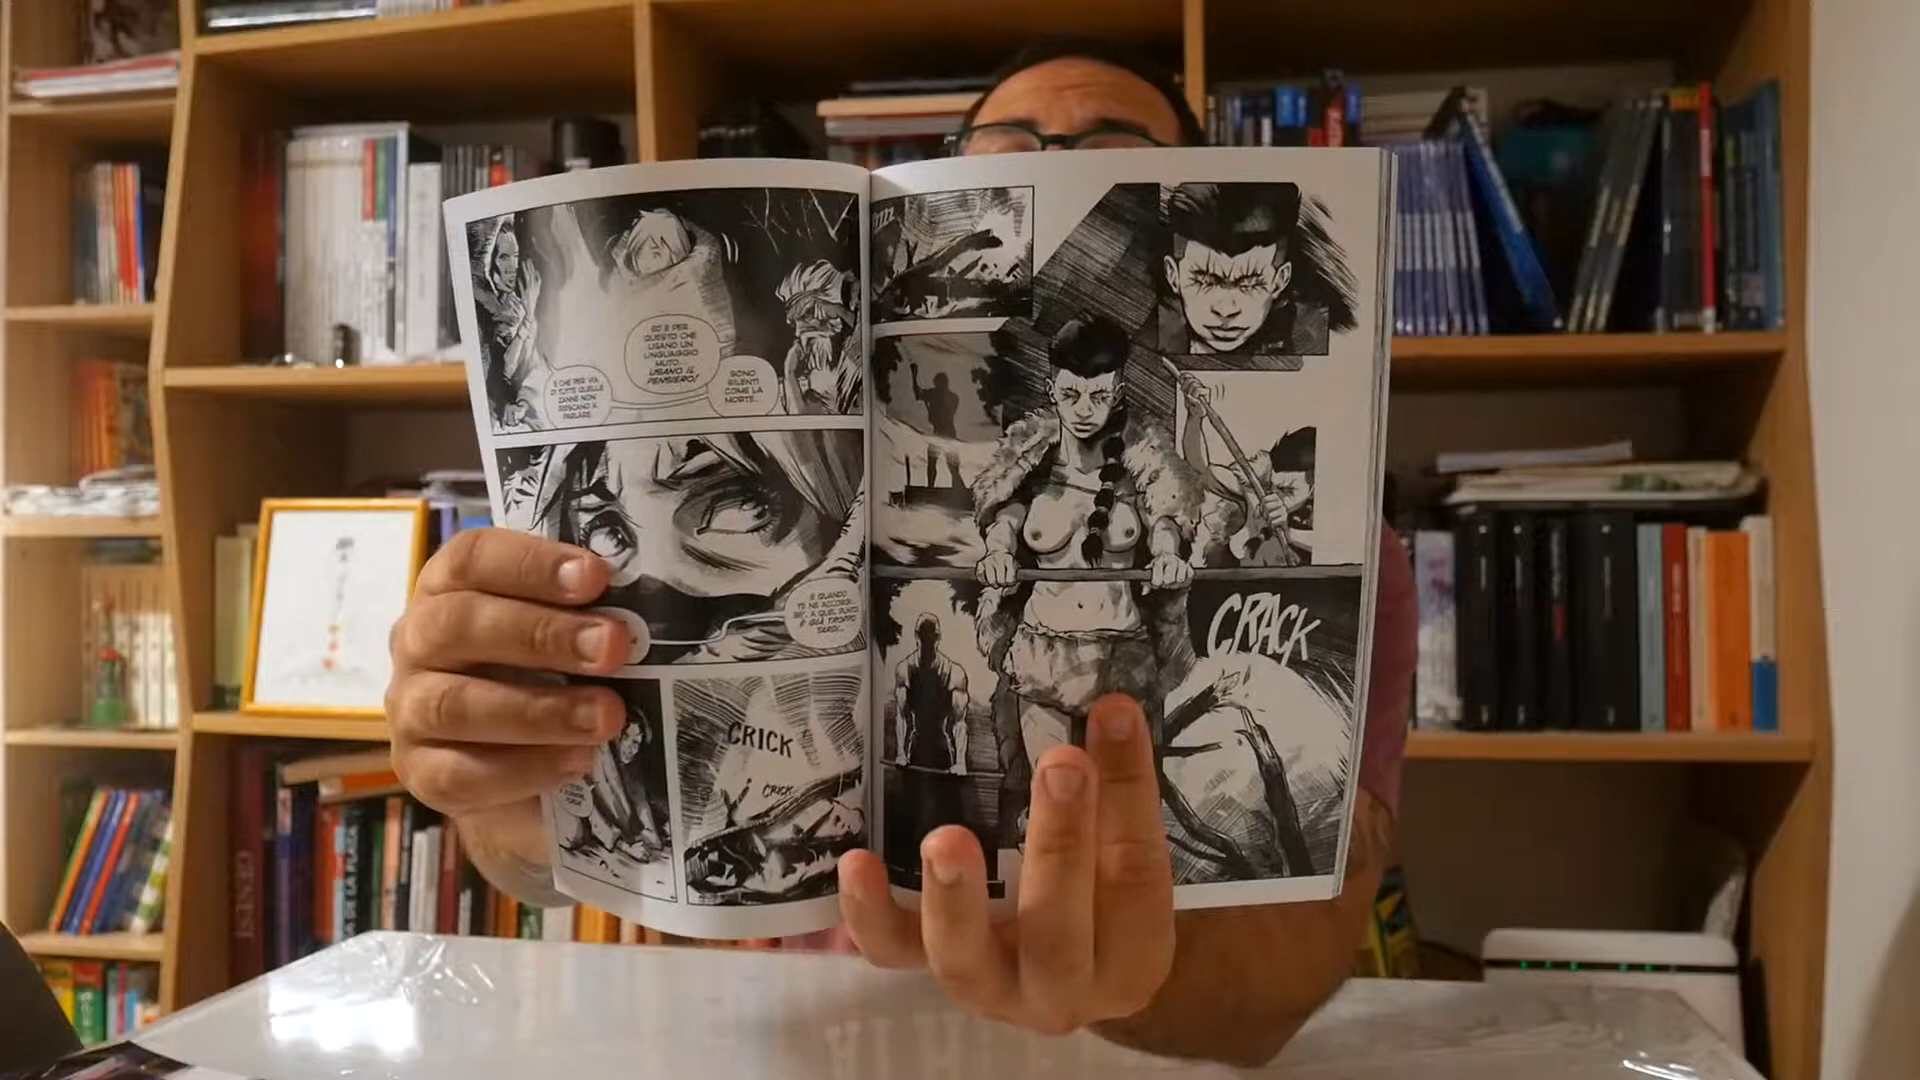 E CHE PER VIA
DI TUTTE QUELLE
ZANNE NON
RIESCANO A
PARLARE.
ED È PER
QUESTO CHE
USANO UN
LINGUAGGIO
MUTO.
USANO IL
PENSIERO!
SONO
SILENTI
COME LA
MORTE...
E QUANDO
TE NE ACCORGI...
BE', A QUEL PUNTO
È GIÀ TROPPO
TARDI...
CRICK
CRICK
CRACK
GENESI